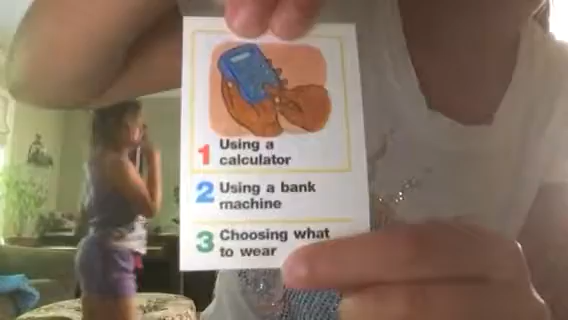 1 Using a
calculator
2 Using a bank
machine
3 Choosing what
to wear